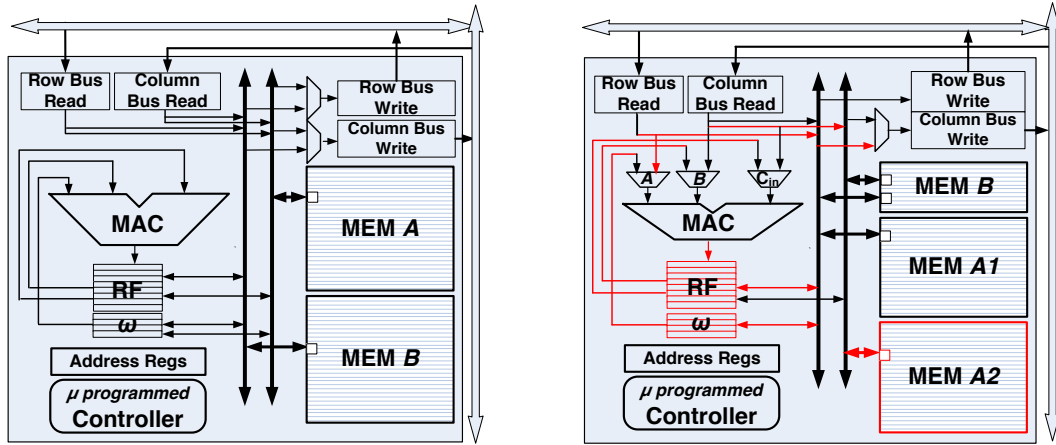 Row Bus
Read
Column
Bus Read
Row Bus
Write
Column Bus
Write
MAC
MEM A
RF
ω
MEM B
Address Regs
μ programmed
Controller
Row Bus
Read
Column
Bus Read
Row Bus
Write
Column Bus
Write
A
B
Cin
MEM B
MAC
MEM A1
RF
ω
Address Regs
MEM A2
μ programmed
Controller